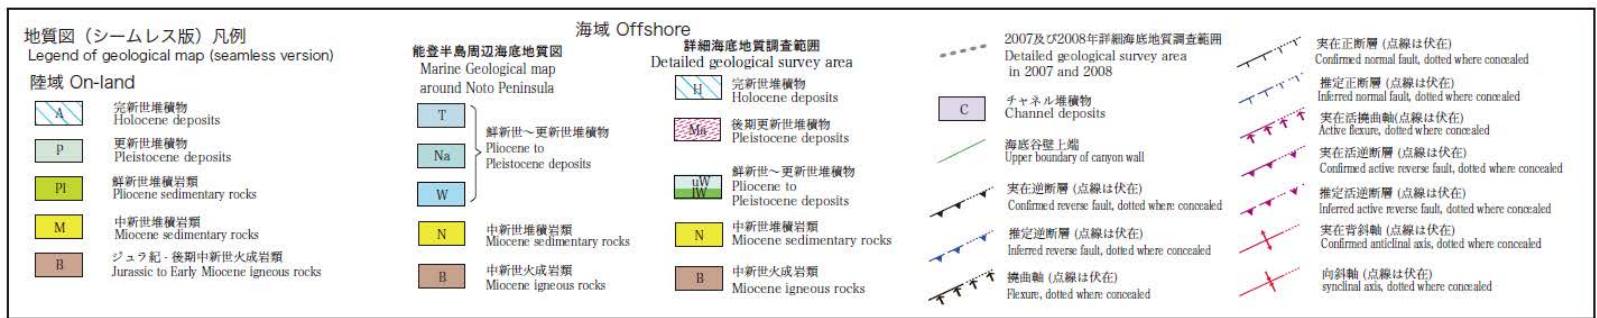 地質図（シームレス版）凡例
Legend of geological map (seamless version)
陸域 On-land
A
完新世堆積物
Holocene deposits
P
更新世堆積物
Pleistocene deposits
Pl
鮮新世堆積岩類
Pliocene sedimentary rocks
M
中新世堆積岩類
Miocene sedimentary rocks
B
ジュラ紀 - 後期中新世火成岩類
Jurassic to Early Miocene igneous rocks
海域 Offshore
能登半島周辺海底地質図
Marine Geological map
around Noto Peninsula
T
Na
W
鮮新世～更新世堆積物
Pliocene to
Pleistocene deposits
N
中新世堆積岩類
Miocene sedimentary rocks
B
中新世火成岩類
Miocene igneous rocks
詳細海底地質調査範囲
Detailed geological survey area
H
完新世堆積物
Holocene deposits
Ma
後期更新世堆積物
Pleistocene deposits
uW
lW
鮮新世～更新世堆積物
Pliocene to
Pleistocene deposits
N
中新世堆積岩類
Miocene sedimentary rocks
B
中新世火成岩類
Miocene igneous rocks
2007及び2008年詳細海底地質調査範囲
Detailed geological survey area
in 2007 and 2008
C
チャネル堆積物
Channel deposits
海底谷壁上端
Upper boundary of canyon wall
実在逆断層 (点線は伏在)
Confirmed reverse fault, dotted where concealed
推定逆断層 (点線は伏在)
Inferred reverse fault, dotted where concealed
撓曲軸 (点線は伏在)
Flexure, dotted where concealed
実在正断層 (点線は伏在)
Confirmed normal fault, dotted where concealed
推定正断層 (点線は伏在)
Inferred normal fault, dotted where concealed
実在活撓曲軸(点線は伏在)
Active flexure, dotted where concealed
実在活逆断層 (点線は伏在)
Confirmed active reverse fault, dotted where concealed
推定活逆断層 (点線は伏在)
Inferred active reverse fault, dotted where concealed
実在背斜軸 (点線は伏在)
Confirmed anticlinal axis, dotted where concealed
向斜軸 (点線は伏在)
synclinal axis, dotted where concealed